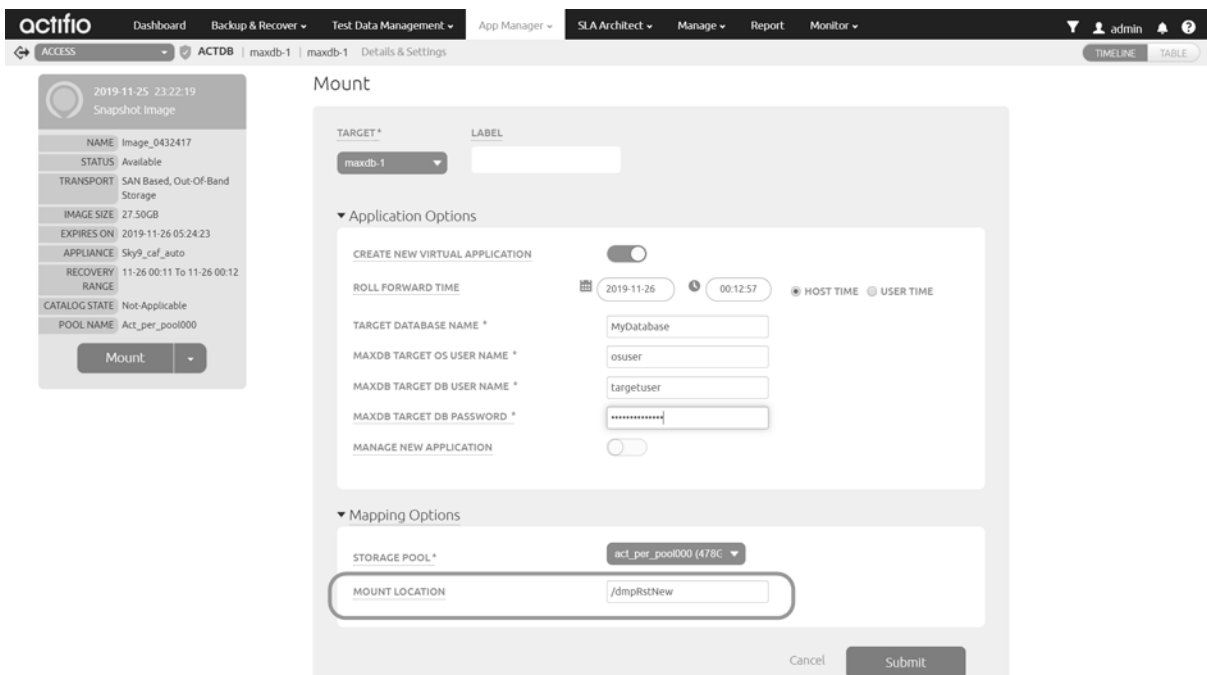 actifio Dashboard Backup & Recover Test Data Management App Manager SLA Architect Manage Report Monitor admin ?
ACCESS ACTDB | maxdb-1 | maxdb-1 Details & Settings TIMELINE TABLE
2019-11-25 23:22:19
Snapshot Image
NAME Image_0432417
STATUS Available
TRANSPORT SAN Based, Out-Of-Band
Storage
IMAGE SIZE 27.50GB
EXPIRES ON 2019-11-26 05:24:23
APPLIANCE Sky9_caf_auto
RECOVERY 11-26 00:11 To 11-26 00:12
RANGE
CATALOG STATE Not-Applicable
POOL NAME Act_per_pool000
Mount
Mount
TARGET* LABEL
maxdb-1
Application Options
CREATE NEW VIRTUAL APPLICATION
ROLL FORWARD TIME 2019-11-26 00:12:57 HOST TIME USER TIME
TARGET DATABASE NAME * MyDatabase
MAXDB TARGET OS USER NAME * osuser
MAXDB TARGET DB USER NAME * targetuser
MAXDB TARGET DB PASSWORD * ••••••••••••••
MANAGE NEW APPLICATION
Mapping Options
STORAGE POOL* act_per_pool000 (478G
MOUNT LOCATION /dmpRstNew
Cancel Submit